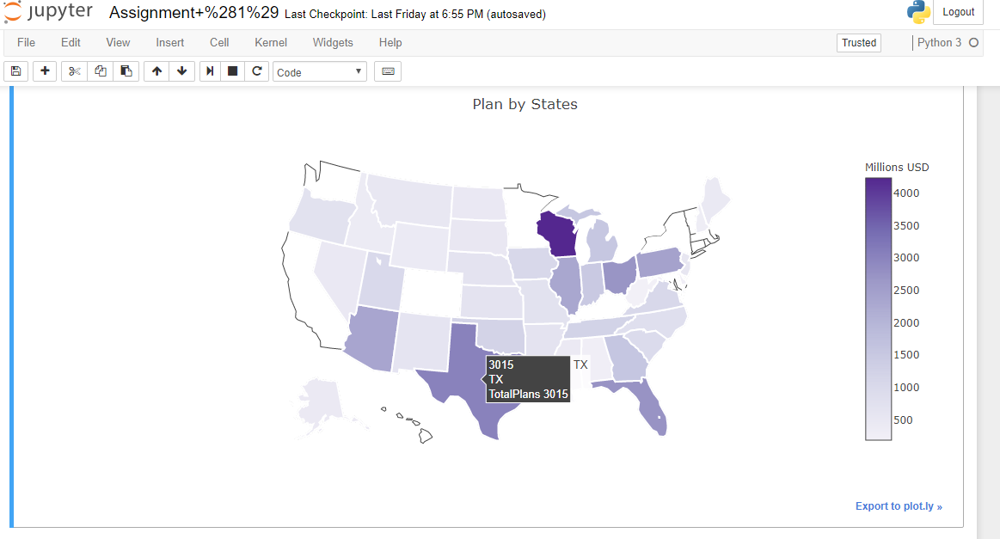 jupyter Assignment+%281%29 Last Checkpoint: Last Friday at 6:55 PM (autosaved) Logout
File Edit View Insert Cell Kernel Widgets Help Trusted Python 3
Code
Plan by States
Millions USD
4000
3500
3000
2500
2000
1500
1000
500
3015 TX
TX
TotalPlans 3015
Export to plot.ly »